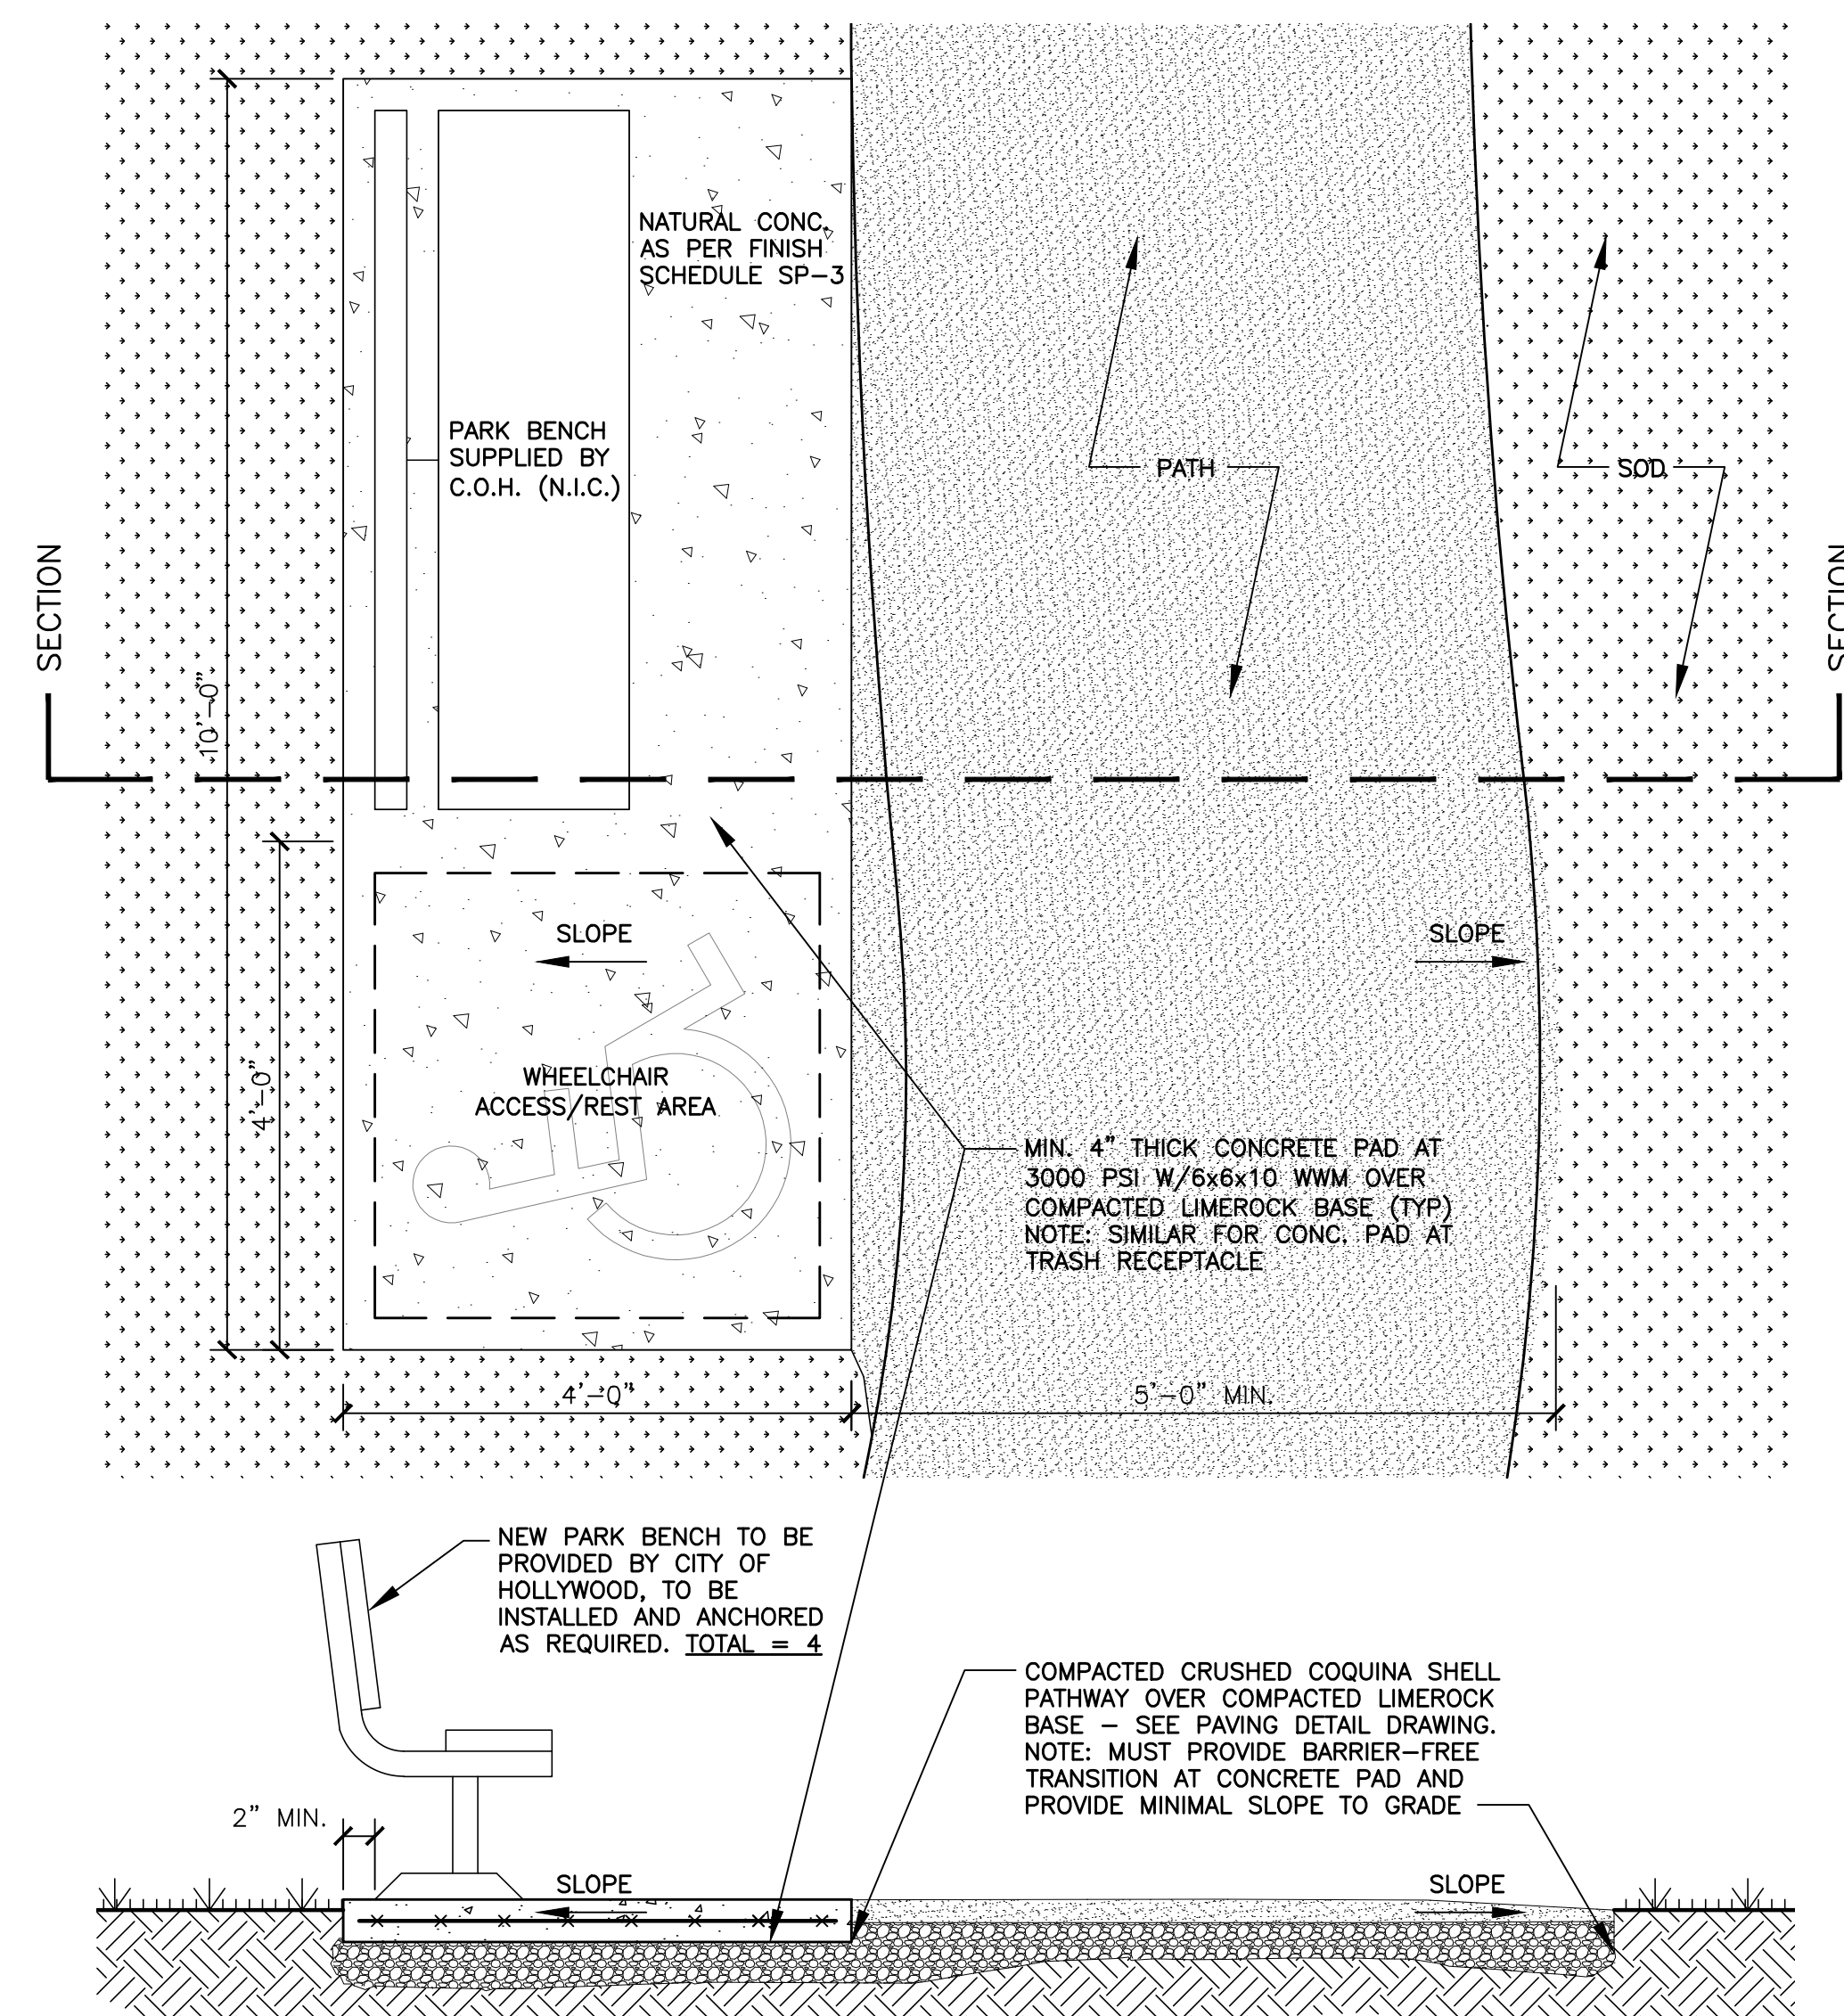 NATURAL CONC.
AS PER FINISH
SCHEDULE SP-3
PARK BENCH
SUPPLIED BY
C.O.H. (N.I.C.)
PATH
SOD
SECTION
SECTION
10'-0"
4'-0"
SLOPE
SLOPE
WHEELCHAIR
ACCESS/REST AREA
MIN. 4" THICK CONCRETE PAD AT
3000 PSI W/6x6x10 WWM OVER
COMPACTED LIMEROCK BASE (TYP)
NOTE: SIMILAR FOR CONC. PAD AT
TRASH RECEPTACLE
4'-0"
5'-0" MIN.
NEW PARK BENCH TO BE
PROVIDED BY CITY OF
HOLLYWOOD, TO BE
INSTALLED AND ANCHORED
AS REQUIRED. TOTAL = 4
COMPACTED CRUSHED COQUINA SHELL
PATHWAY OVER COMPACTED LIMEROCK
BASE - SEE PAVING DETAIL DRAWING.
NOTE: MUST PROVIDE BARRIER-FREE
TRANSITION AT CONCRETE PAD AND
PROVIDE MINIMAL SLOPE TO GRADE
2" MIN.
SLOPE
SLOPE